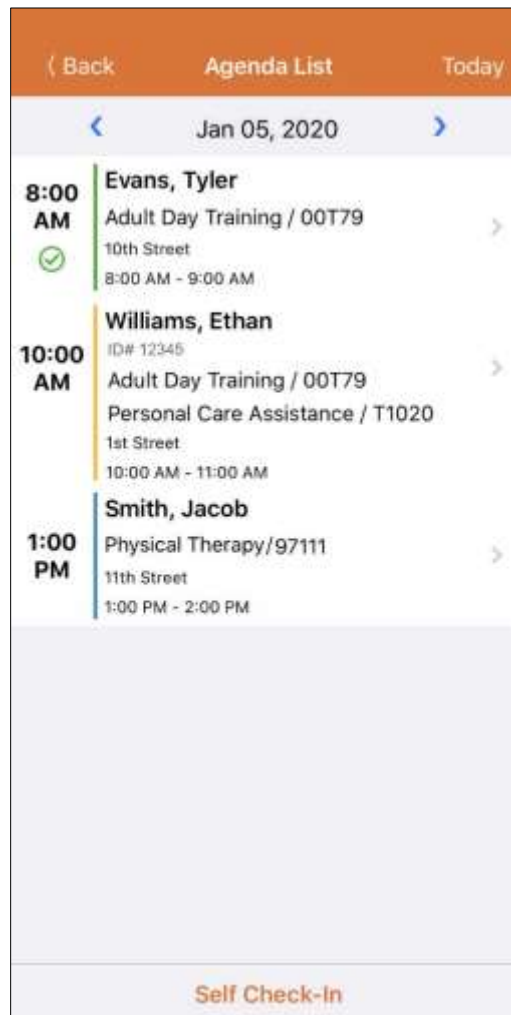 Back Agenda List Today
Jan 05, 2020
8:00 AM
Evans, Tyler
Adult Day Training / 00T79
10th Street
8:00 AM - 9:00 AM
10:00 AM
Williams, Ethan
ID# 12345
Adult Day Training / 00T79
Personal Care Assistance / T1020
1st Street
10:00 AM - 11:00 AM
1:00 PM
Smith, Jacob
Physical Therapy/97111
11th Street
1:00 PM - 2:00 PM
Self Check-In